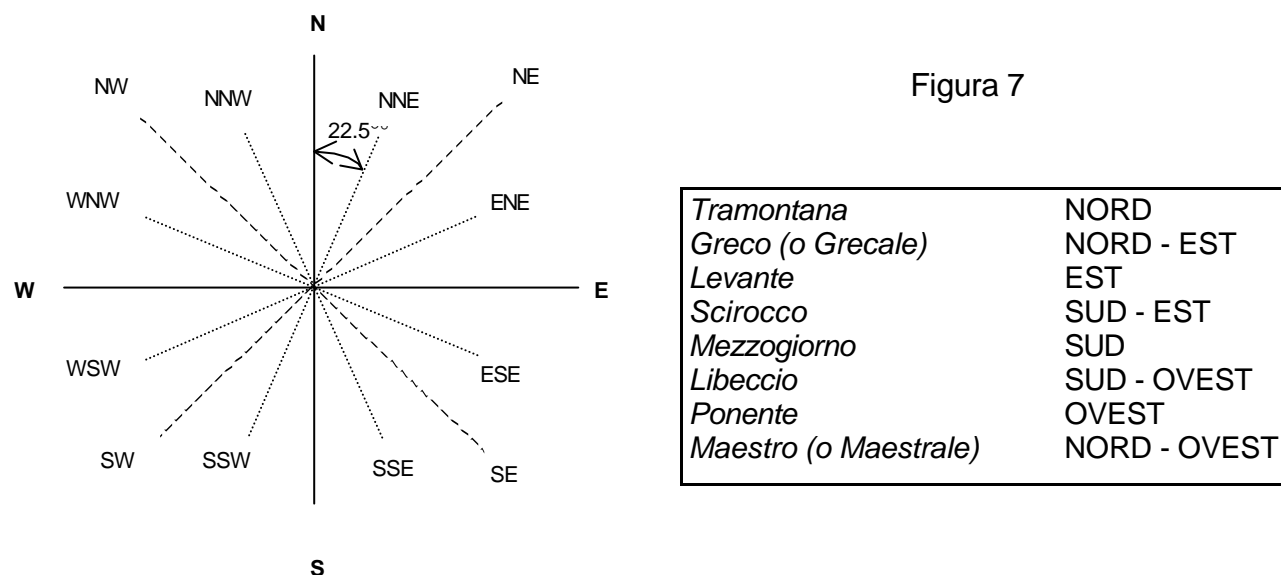 N
Figura 7
NW
NNW
NNE
NE
22.5°°
WNW
ENE
W
E
WSW
ESE
SW
SSW
SSE
SE
S
Tramontana NORD
Greco (o Grecale) NORD - EST
Levante EST
Scirocco SUD - EST
Mezzogiorno SUD
Libeccio SUD - OVEST
Ponente OVEST
Maestro (o Maestrale) NORD - OVEST